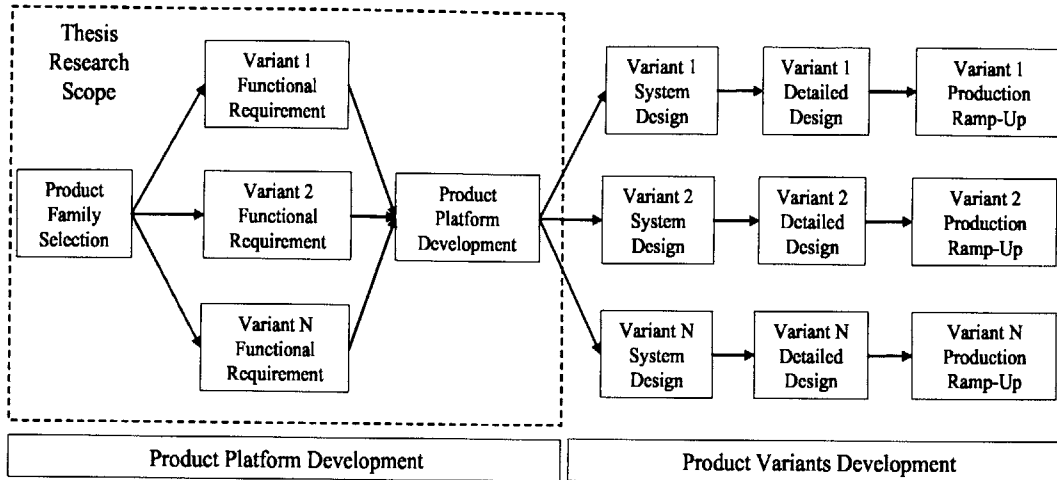 Thesis
Research
Scope
Product
Family
Selection
Variant 1
Functional
Requirement
Variant 2
Functional
Requirement
Variant N
Functional
Requirement
Product
Platform
Development
Variant 1
System
Design
Variant 1
Detailed
Design
Variant 1
Production
Ramp-Up
Variant 2
System
Design
Variant 2
Detailed
Design
Variant 2
Production
Ramp-Up
Variant N
System
Design
Variant N
Detailed
Design
Variant N
Production
Ramp-Up
Product Platform Development
Product Variants Development